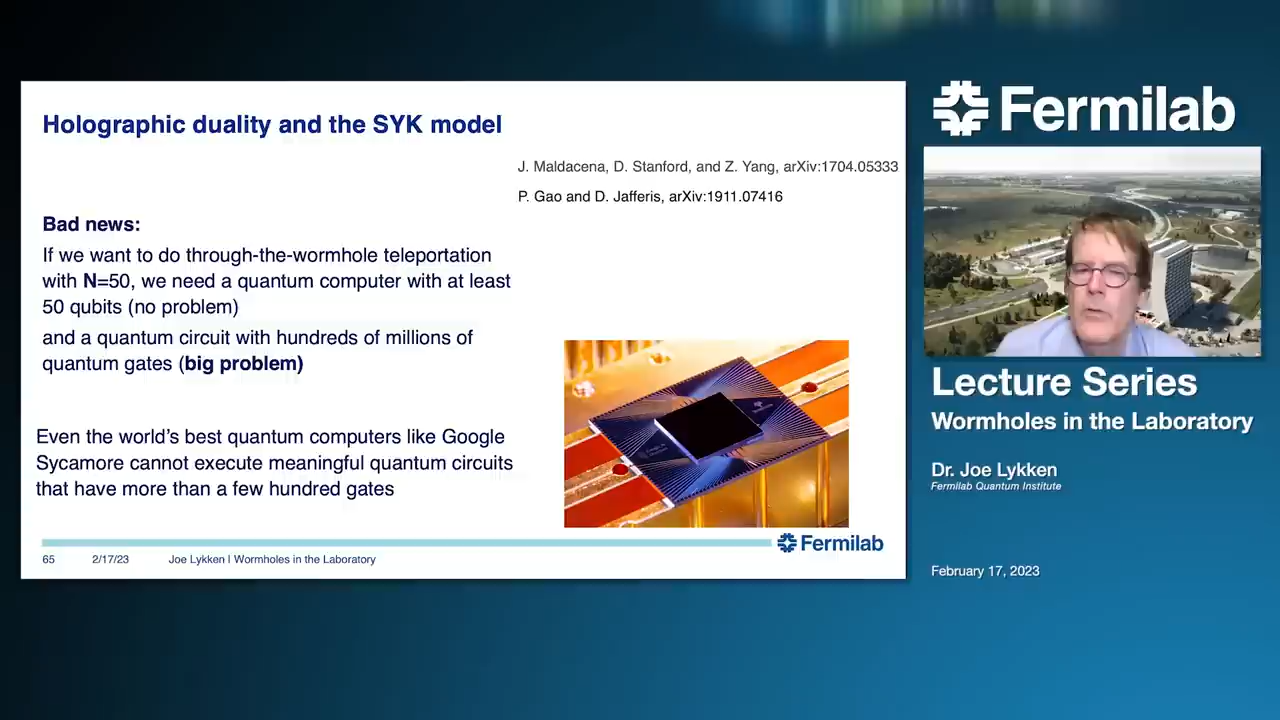 Holographic duality and the SYK model
J. Maldacena, D. Stanford, and Z. Yang, arXiv:1704.05333
P. Gao and D. Jafferis, arXiv:1911.07416
Bad news:
If we want to do through-the-wormhole teleportation
with N=50, we need a quantum computer with at least
50 qubits (no problem)
and a quantum circuit with hundreds of millions of
quantum gates (big problem)
Even the world's best quantum computers like Google
Sycamore cannot execute meaningful quantum circuits
that have more than a few hundred gates
Fermilab
65 2/17/23 Joe Lykken | Wormholes in the Laboratory
Fermilab
Lecture Series
Wormholes in the Laboratory
Dr. Joe Lykken
Fermilab Quantum Institute
February 17, 2023